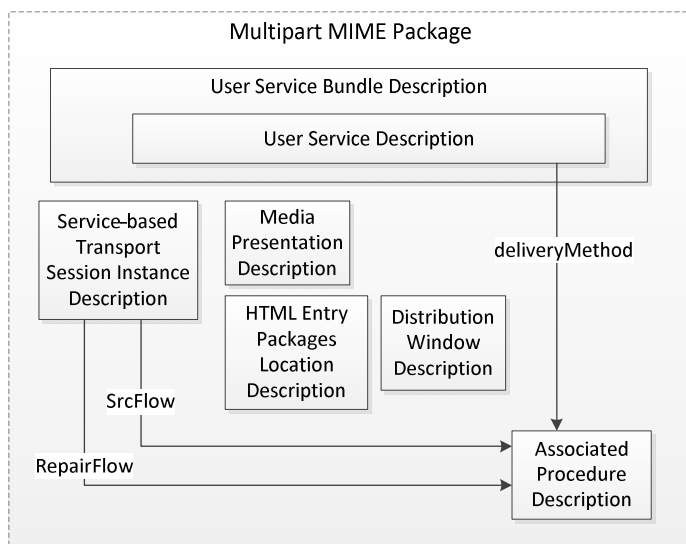 Multipart MIME Package
User Service Bundle Description
User Service Description
Service-based
Transport
Session Instance
Description
Media
Presentation
Description
deliveryMethod
HTML Entry
Packages
Location
Description
Distribution
Window
Description
SrcFlow
RepairFlow
Associated
Procedure
Description